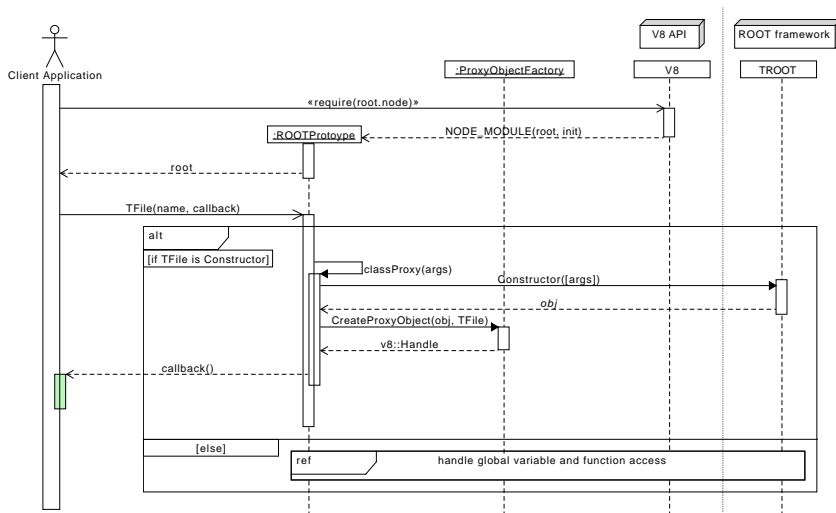 V8 API
ROOT framework
Client Application
:ProxyObjectFactory
V8
TROOT
«require(root.node)»
:ROOTPrototype
NODE_MODULE(root, init)
root
TFile(name, callback)
alt
[if TFile is Constructor]
classProxy(args)
Constructor([args])
obj
CreateProxyObject(obj, TFile)
v8::Handle
callback()
[else]
ref
handle global variable and function access